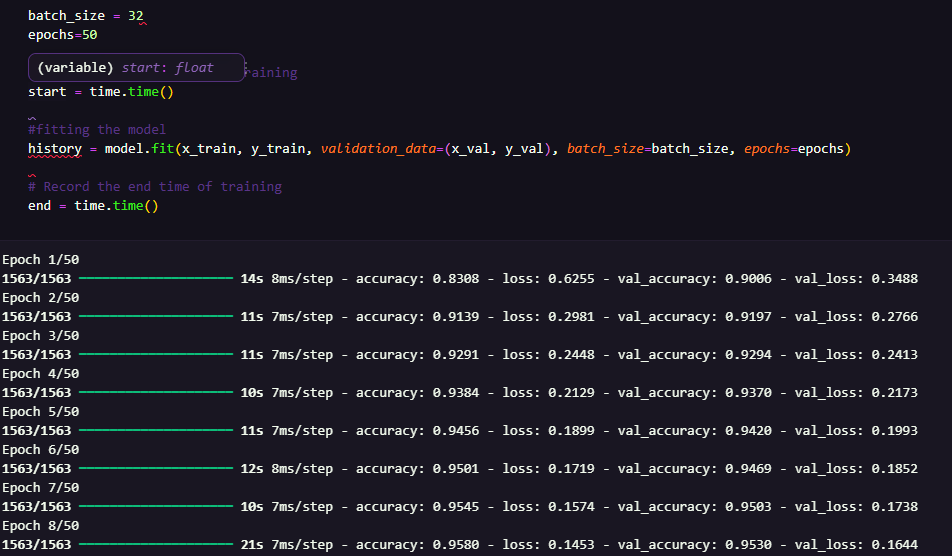 batch_size = 32
epochs=50
(variable) start: float
raining
start = time.time()
#fitting the model
history = model.fit(x_train, y_train, validation_data=(x_val, y_val), batch_size=batch_size, epochs=epochs)
# Record the end time of training
end = time.time()
Epoch 1/50
1563/1563 ━━━━━━━━━━━━━━━━━━━━ 14s 8ms/step - accuracy: 0.8308 - loss: 0.6255 - val_accuracy: 0.9006 - val_loss: 0.3488
Epoch 2/50
1563/1563 ━━━━━━━━━━━━━━━━━━━━ 11s 7ms/step - accuracy: 0.9139 - loss: 0.2981 - val_accuracy: 0.9197 - val_loss: 0.2766
Epoch 3/50
1563/1563 ━━━━━━━━━━━━━━━━━━━━ 11s 7ms/step - accuracy: 0.9291 - loss: 0.2448 - val_accuracy: 0.9294 - val_loss: 0.2413
Epoch 4/50
1563/1563 ━━━━━━━━━━━━━━━━━━━━ 10s 7ms/step - accuracy: 0.9384 - loss: 0.2129 - val_accuracy: 0.9370 - val_loss: 0.2173
Epoch 5/50
1563/1563 ━━━━━━━━━━━━━━━━━━━━ 11s 7ms/step - accuracy: 0.9456 - loss: 0.1899 - val_accuracy: 0.9420 - val_loss: 0.1993
Epoch 6/50
1563/1563 ━━━━━━━━━━━━━━━━━━━━ 12s 8ms/step - accuracy: 0.9501 - loss: 0.1719 - val_accuracy: 0.9469 - val_loss: 0.1852
Epoch 7/50
1563/1563 ━━━━━━━━━━━━━━━━━━━━ 10s 7ms/step - accuracy: 0.9545 - loss: 0.1574 - val_accuracy: 0.9503 - val_loss: 0.1738
Epoch 8/50
1563/1563 ━━━━━━━━━━━━━━━━━━━━ 21s 7ms/step - accuracy: 0.9580 - loss: 0.1453 - val_accuracy: 0.9530 - val_loss: 0.1644